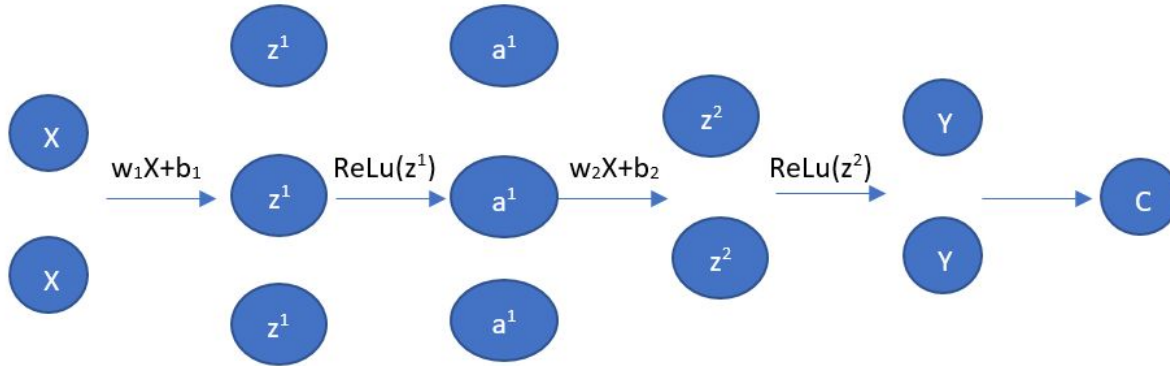 X
X
w₁X+b₁
z¹
z¹
z¹
ReLu(z¹)
a¹
a¹
a¹
w₂X+b₂
z²
z²
ReLu(z²)
Y
Y
C